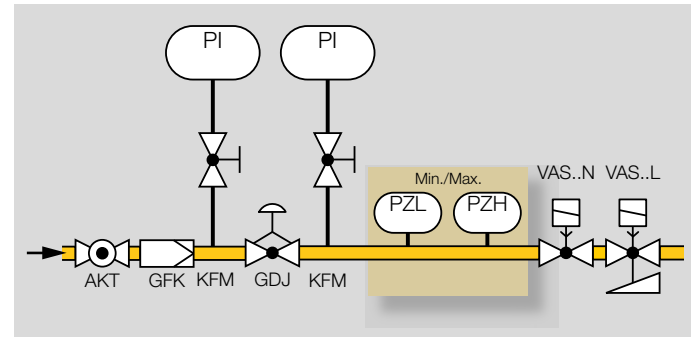 PI PI
Min./Max. VAS..N VAS..L
PZL PZH
AKT GFK KFM GDJ KFM